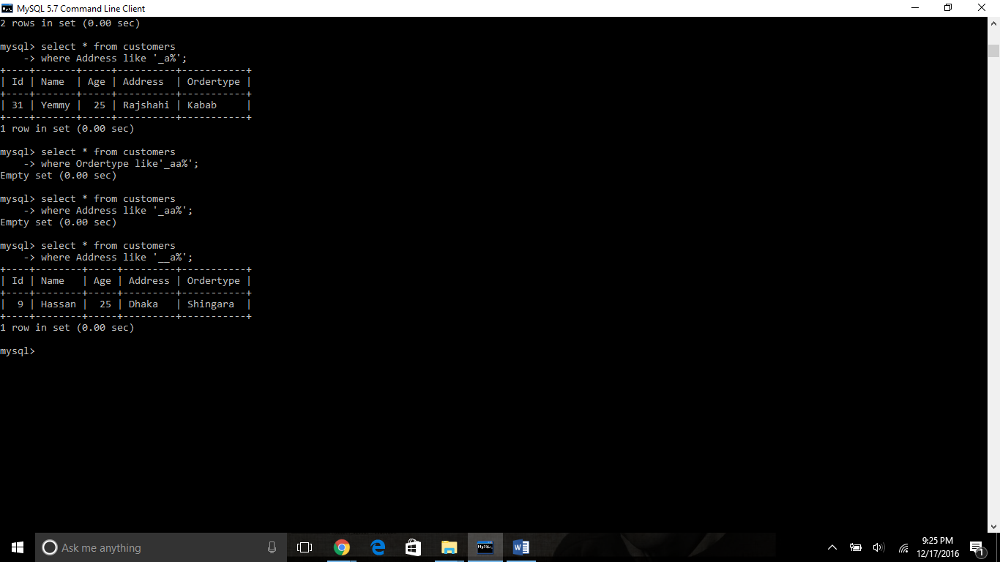 MySQL 5.7 Command Line Client
2 rows in set (0.00 sec)
mysql> select * from customers
    -> where Address like '_a%';
+----+-------+-----+----------+-----------+
| Id | Name  | Age | Address  | Ordertype |
+----+-------+-----+----------+-----------+
| 31 | Yemmy |  25 | Rajshahi | Kabab     |
+----+-------+-----+----------+-----------+
1 row in set (0.00 sec)
mysql> select * from customers
    -> where Ordertype like'_aa%';
Empty set (0.00 sec)
mysql> select * from customers
    -> where Address like '_aa%';
Empty set (0.00 sec)
mysql> select * from customers
    -> where Address like '__a%';
+----+--------+-----+---------+-----------+
| Id | Name   | Age | Address | Ordertype |
+----+--------+-----+---------+-----------+
|  9 | Hassan |  25 | Dhaka   | Shingara  |
+----+--------+-----+---------+-----------+
1 row in set (0.00 sec)
mysql>
Ask me anything
MySQL
9:25 PM
12/17/2016
1